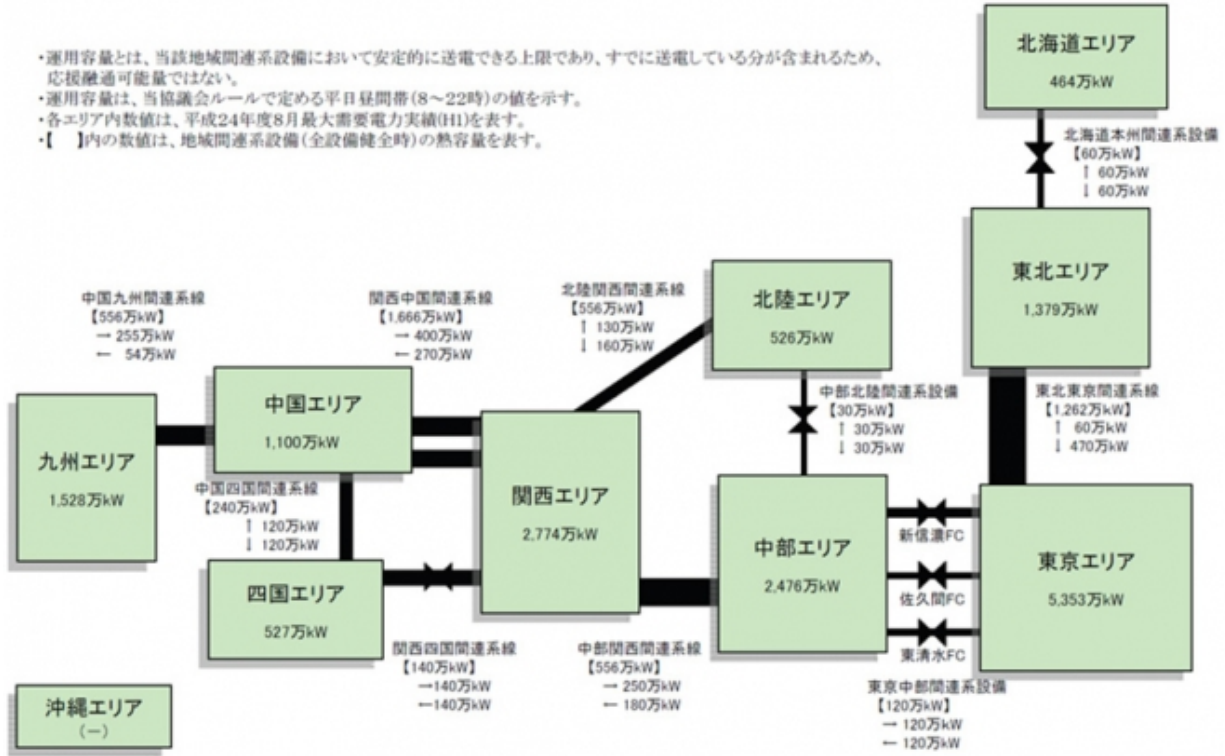 ・運用容量とは、当該地域間連系設備において安定的に送電できる上限であり、すでに送電している分が含まれるため、
応援融通可能量ではない。
・運用容量は、当協議会ルールで定める平日昼間帯(8～22時)の値を示す。
・各エリア内数値は、平成24年度8月最大需要電力実績(H1)を表す。
・【　】内の数値は、地域間連系設備(全設備健全時)の熱容量を表す。
北海道エリア
464万kW
北海道本州間連系設備
【60万kW】
↑ 60万kW
↓ 60万kW
東北エリア
1,379万kW
中国九州間連系線
【556万kW】
→ 255万kW
← 54万kW
関西中国間連系線
【1,666万kW】
→ 400万kW
← 270万kW
北陸関西間連系線
【556万kW】
↑ 130万kW
↓ 160万kW
北陸エリア
526万kW
中部北陸間連系設備
【30万kW】
↑ 30万kW
↓ 30万kW
東北東京間連系線
【1,262万kW】
↑ 60万kW
↓ 470万kW
九州エリア
1,528万kW
中国エリア
1,100万kW
中国四国間連系線
【240万kW】
↑ 120万kW
↓ 120万kW
関西エリア
2,774万kW
中部エリア
2,476万kW
新信濃FC
佐久間FC
東清水FC
東京エリア
5,353万kW
四国エリア
527万kW
関西四国間連系線
【140万kW】
→140万kW
←140万kW
中部関西間連系線
【556万kW】
→ 250万kW
← 180万kW
東京中部間連系設備
【120万kW】
→ 120万kW
← 120万kW
沖縄エリア
(－)